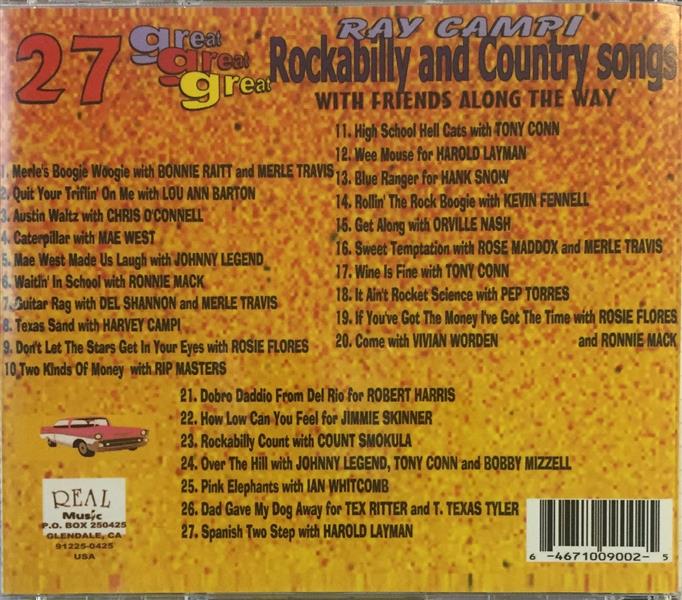 27 great great great
RAY CAMPI
Rockabilly and Country songs
WITH FRIENDS ALONG THE WAY
1. Merle's Boogie Woogie with BONNIE RAITT and MERLE TRAVIS
2. Quit Your Triflin' On Me with LOU ANN BARTON
3. Austin Waltz with CHRIS O'CONNELL
4. Caterpillar with MAE WEST
5. Mae West Made Us Laugh with JOHNNY LEGEND
6. Waitin' In School with RONNIE MACK
7. Guitar Rag with DEL SHANNON and MERLE TRAVIS
8. Texas Sand with HARVEY CAMPI
9. Don't Let The Stars Get In Your Eyes with ROSIE FLORES
10 Two Kinds Of Money with RIP MASTERS
11. High School Hell Cats with TONY CONN
12. Wee Mouse for HAROLD LAYMAN
13. Blue Ranger for HANK SNOW
14. Rollin' The Rock Boogie with KEVIN FENNELL
15. Get Along with ORVILLE NASH
16. Sweet Temptation with ROSE MADDOX and MERLE TRAVIS
17. Wine Is Fine with TONY CONN
18. It Ain't Rocket Science with PEP TORRES
19. If You've Got The Money I've Got The Time with ROSIE FLORES
20. Come with VIVIAN WORDEN and RONNIE MACK
21. Dobro Daddio From Del Rio for ROBERT HARRIS
22. How Low Can You Feel for JIMMIE SKINNER
23. Rockabilly Count with COUNT SMOKULA
24. Over The Hill with JOHNNY LEGEND, TONY CONN and BOBBY MIZZELL
25. Pink Elephants with IAN WHITCOMB
26. Dad Gave My Dog Away for TEX RITTER and T. TEXAS TYLER
27. Spanish Two Step with HAROLD LAYMAN
REAL
Music
P.O. BOX 250425
GLENDALE, CA
91225-0425
USA
6 -4671009002- 5